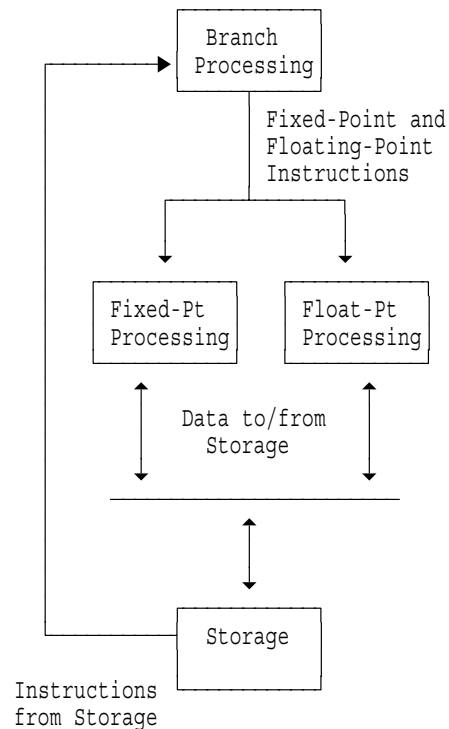 Branch
Processing
Fixed-Point and
Floating-Point
Instructions
Fixed-Pt
Processing
Float-Pt
Processing
Data to/from
Storage
Storage
Instructions
from Storage